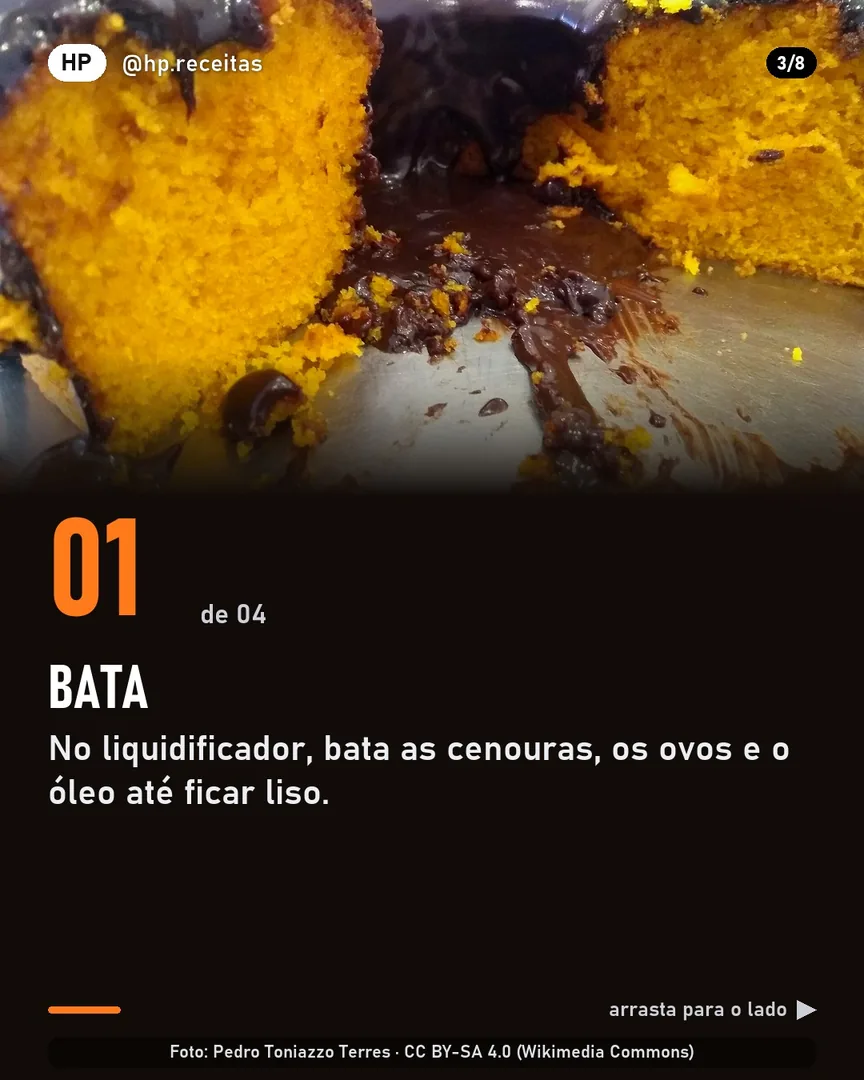 HP @hp.receitas 3/8
01 de 04
BATA
No liquidificador, bata as cenouras, os ovos e o
óleo até ficar liso.
arrasta para o lado ▶
Foto: Pedro Toniazzo Terres · CC BY-SA 4.0 (Wikimedia Commons)